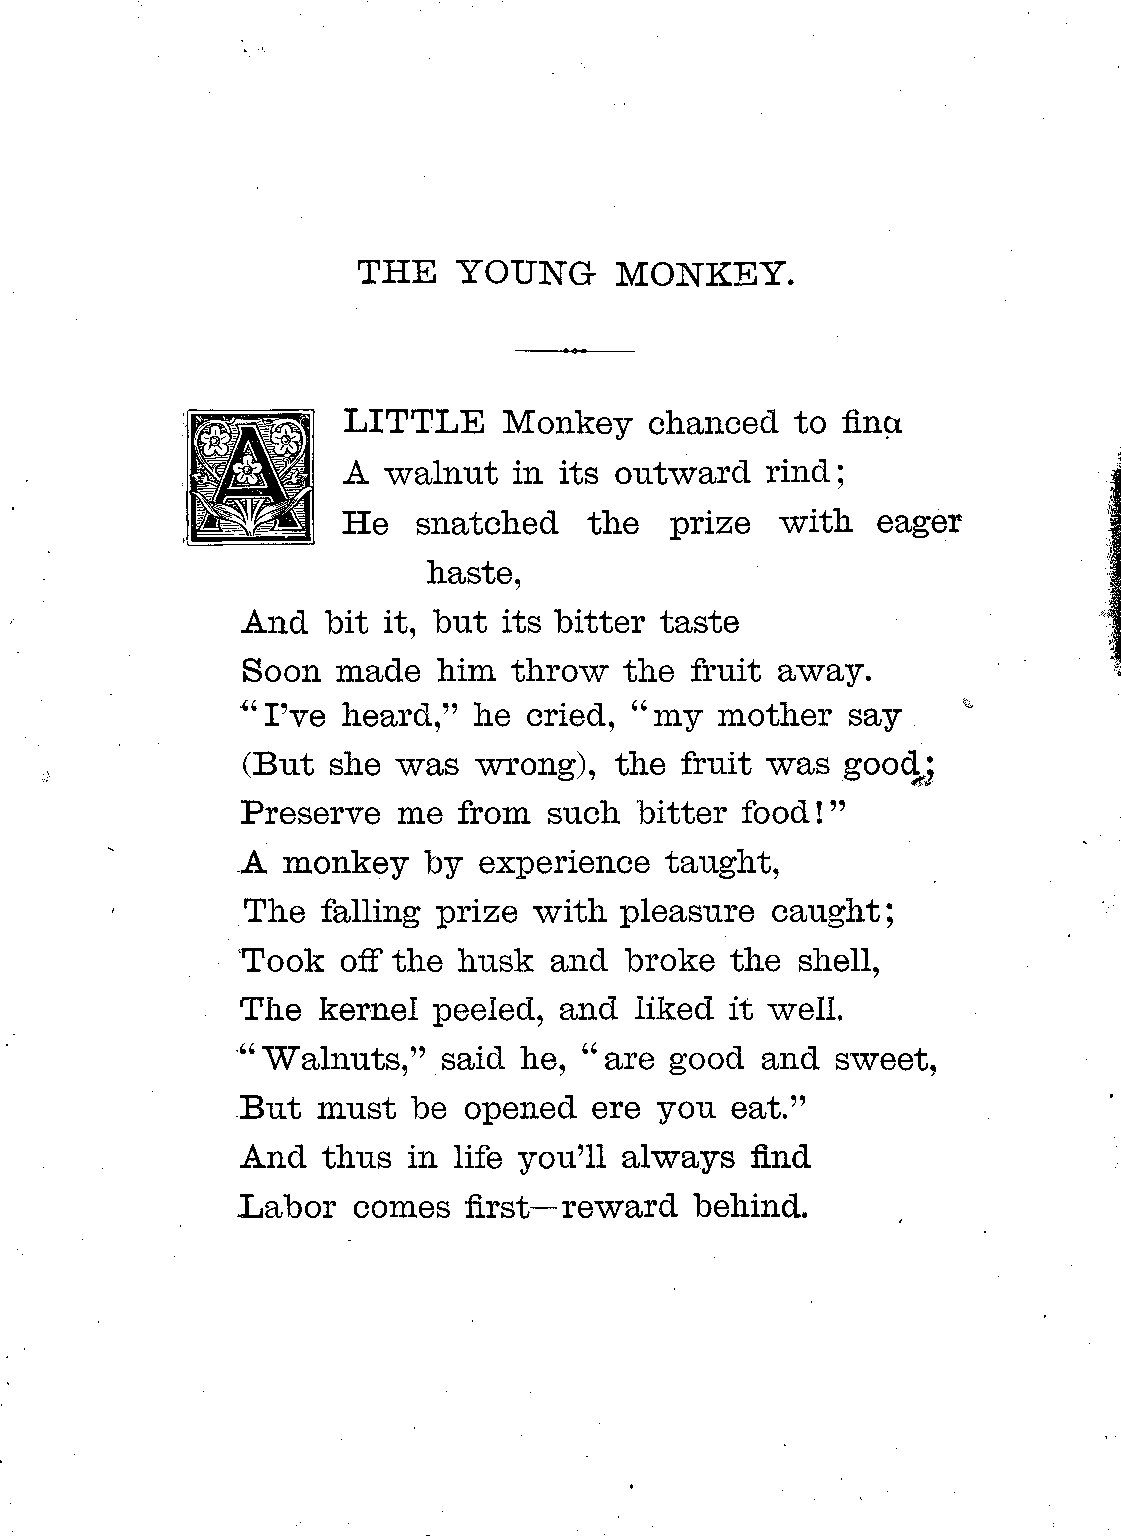 THE YOUNG MONKEY.
A LITTLE Monkey chanced to find
A walnut in its outward rind;
He snatched the prize with eager
haste,
And bit it, but its bitter taste
Soon made him throw the fruit away.
“I’ve heard,” he cried, “my mother say
(But she was wrong), the fruit was good;
Preserve me from such bitter food!”
A monkey by experience taught,
The falling prize with pleasure caught;
Took off the husk and broke the shell,
The kernel peeled, and liked it well.
“Walnuts,” said he, “are good and sweet,
But must be opened ere you eat.”
And thus in life you’ll always find
Labor comes first—reward behind.